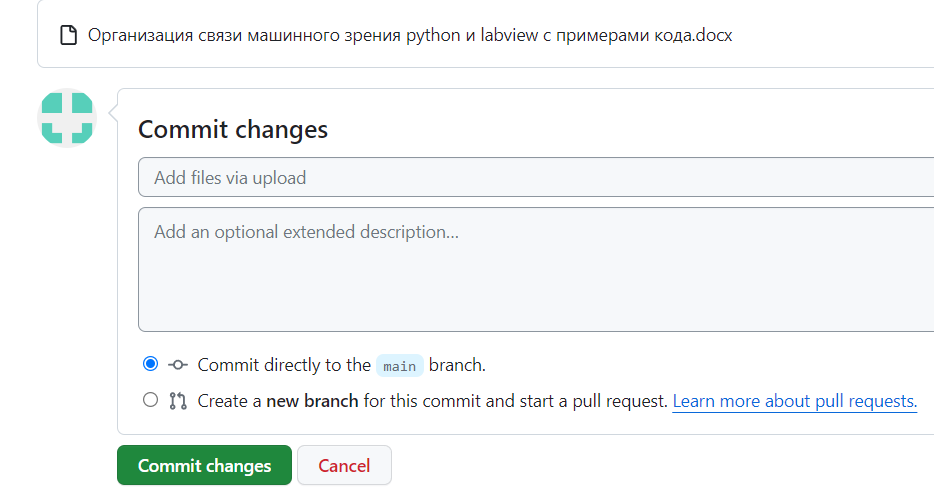 Организация связи машинного зрения python и labview с примерами кода.docx
Commit changes
Add files via upload
Add an optional extended description...
Commit directly to the main branch.
Create a new branch for this commit and start a pull request. Learn more about pull requests.
Commit changes
Cancel